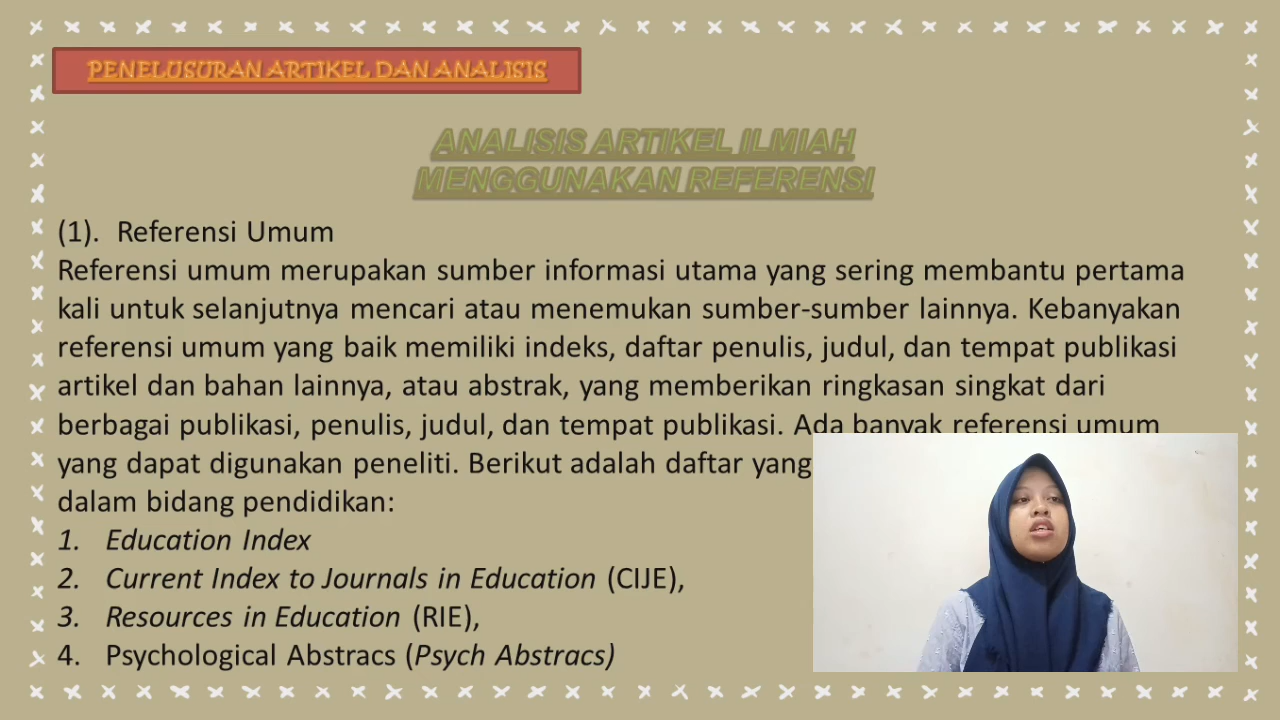 PENELUSURAN ARTIKEL DAN ANALISIS
ANALISIS ARTIKEL ILMIAH
MENGGUNAKAN REFERENSI
(1). Referensi Umum
Referensi umum merupakan sumber informasi utama yang sering membantu pertama
kali untuk selanjutnya mencari atau menemukan sumber-sumber lainnya. Kebanyakan
referensi umum yang baik memiliki indeks, daftar penulis, judul, dan tempat publikasi
artikel dan bahan lainnya, atau abstrak, yang memberikan ringkasan singkat dari
berbagai publikasi, penulis, judul, dan tempat publikasi. Ada banyak referensi umum
yang dapat digunakan peneliti. Berikut adalah daftar yang
dalam bidang pendidikan:
1. Education Index
2. Current Index to Journals in Education (CIJE),
3. Resources in Education (RIE),
4. Psychological Abstracs (Psych Abstracs)